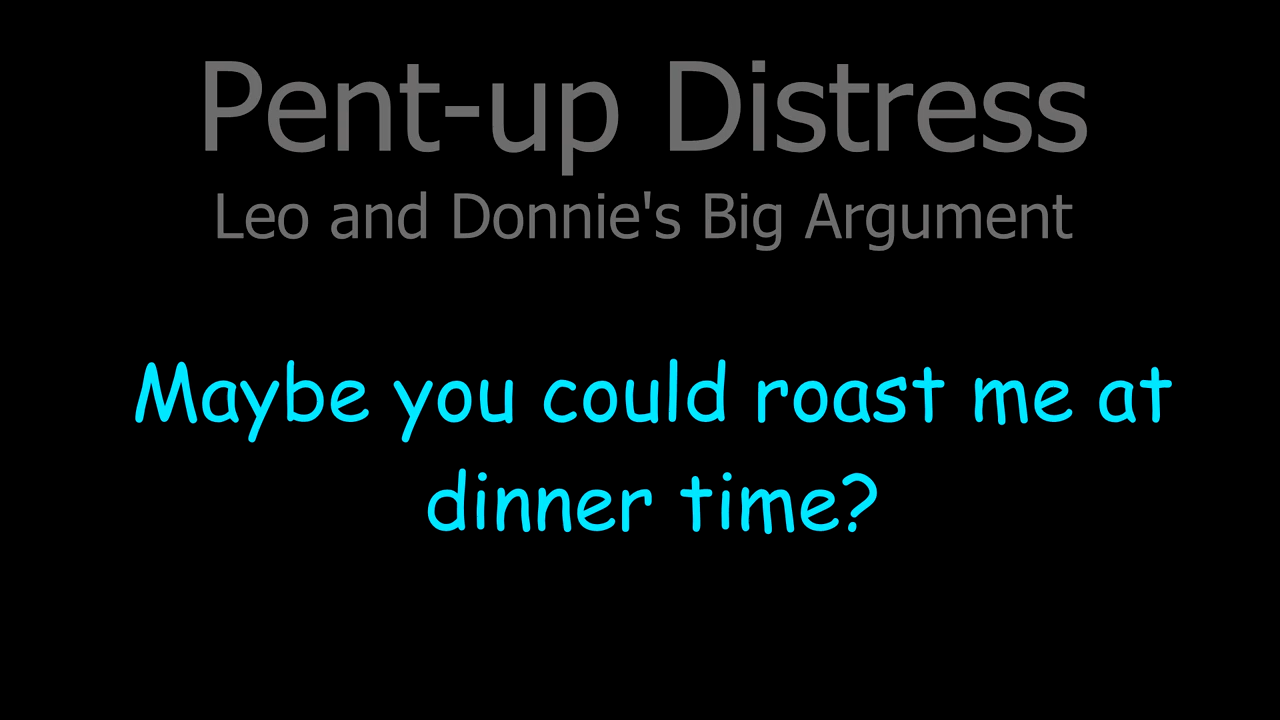 Pent-up Distress
Leo and Donnie's Big Argument
Maybe you could roast me at
dinner time?